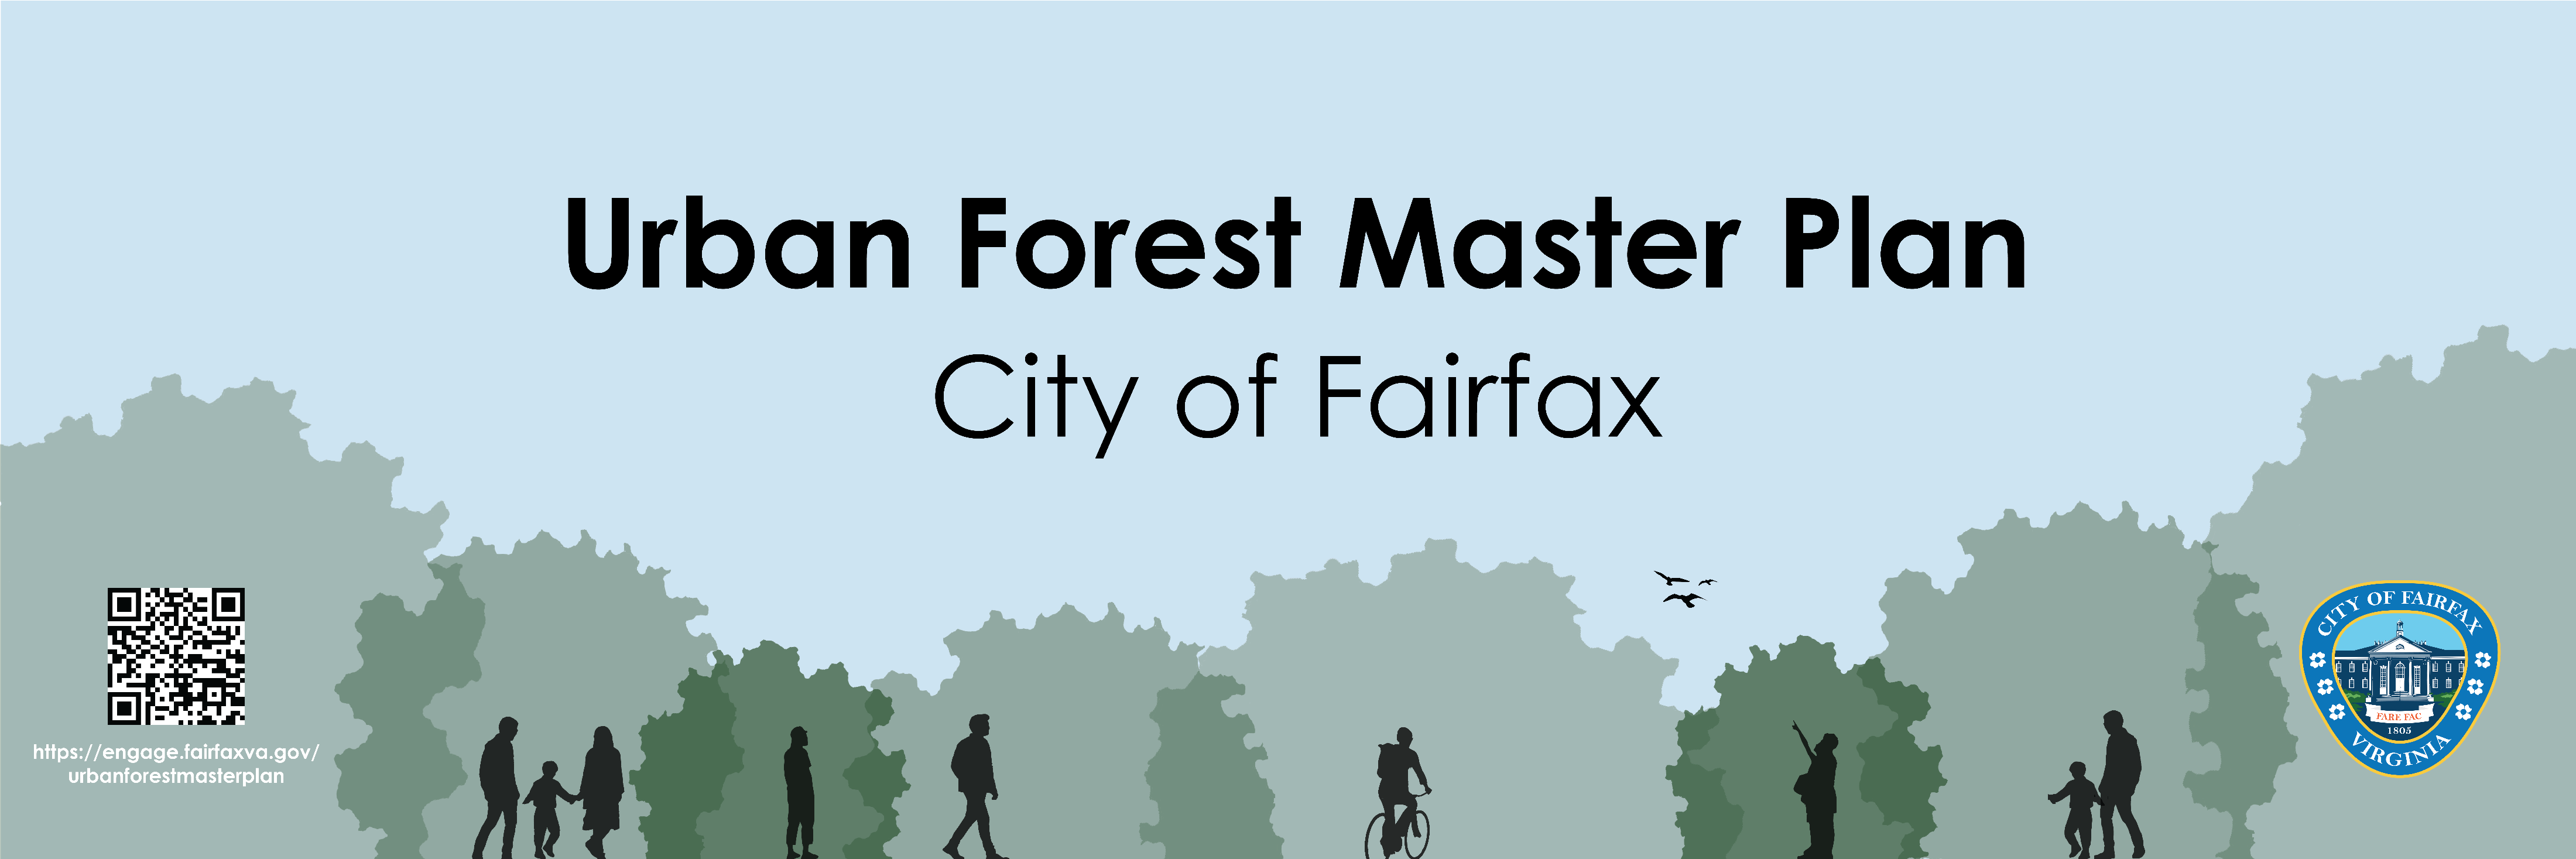 Urban Forest Master Plan
City of Fairfax
https://engage.fairfaxva.gov/
urbanforestmasterplan
CITY OF FAIRFAX
FARE FAC
1805
VIRGINIA